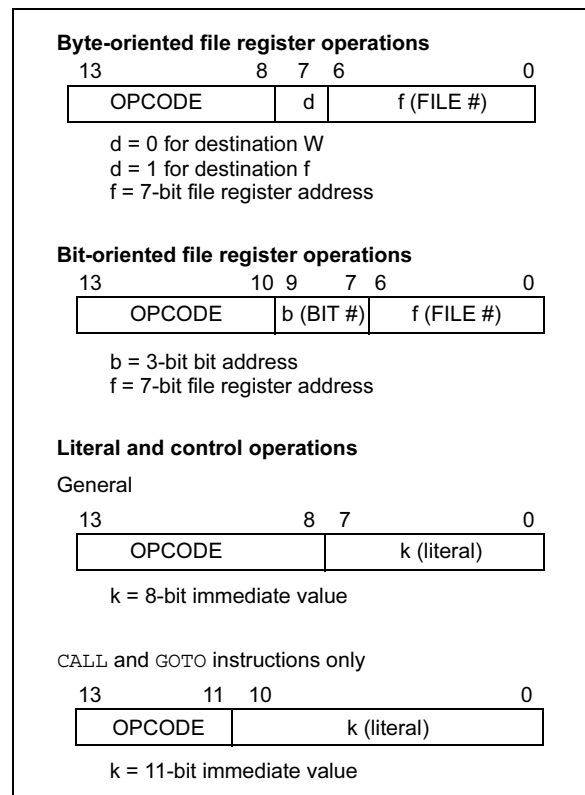 Byte-oriented file register operations
13 8 7 6 0
OPCODE d f (FILE #)
d = 0 for destination W
d = 1 for destination f
f = 7-bit file register address
Bit-oriented file register operations
13 10 9 7 6 0
OPCODE b (BIT #) f (FILE #)
b = 3-bit bit address
f = 7-bit file register address
Literal and control operations
General
13 8 7 0
OPCODE k (literal)
k = 8-bit immediate value
CALL and GOTO instructions only
13 11 10 0
OPCODE k (literal)
k = 11-bit immediate value